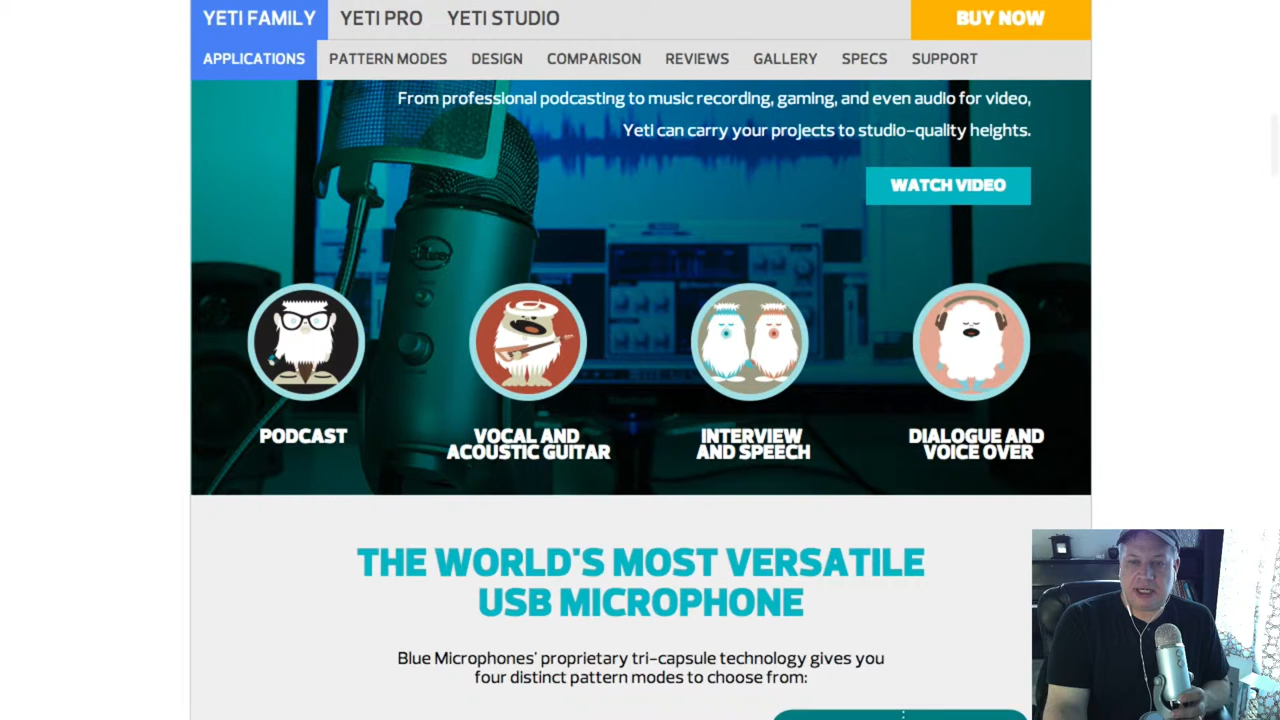 YETI FAMILY
YETI PRO
YETI STUDIO
BUY NOW
APPLICATIONS
PATTERN MODES
DESIGN
COMPARISON
REVIEWS
GALLERY
SPECS
SUPPORT
From professional podcasting to music recording, gaming, and even audio for video,
Yeti can carry your projects to studio-quality heights.
WATCH VIDEO
Blue
PODCAST
VOCAL AND
ACOUSTIC GUITAR
INTERVIEW
AND SPEECH
DIALOGUE AND
VOICE OVER
THE WORLD'S MOST VERSATILE
USB MICROPHONE
Blue Microphones' proprietary tri-capsule technology gives you
four distinct pattern modes to choose from: